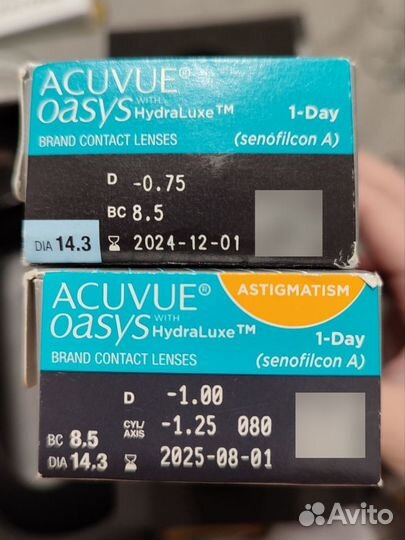 ACUVUE®
oasys WITH HydraLuxe™ 1-Day
BRAND CONTACT LENSES (senofilcon A)
D -0.75
BC 8.5
DIA 14.3 2024-12-01
ACUVUE® ASTIGMATISM
oasys WITH HydraLuxe™ 1-Day
BRAND CONTACT LENSES (senofilcon A)
D -1.00
CYL/AXIS -1.25 080
BC 8.5
DIA 14.3 2025-08-01
Avito